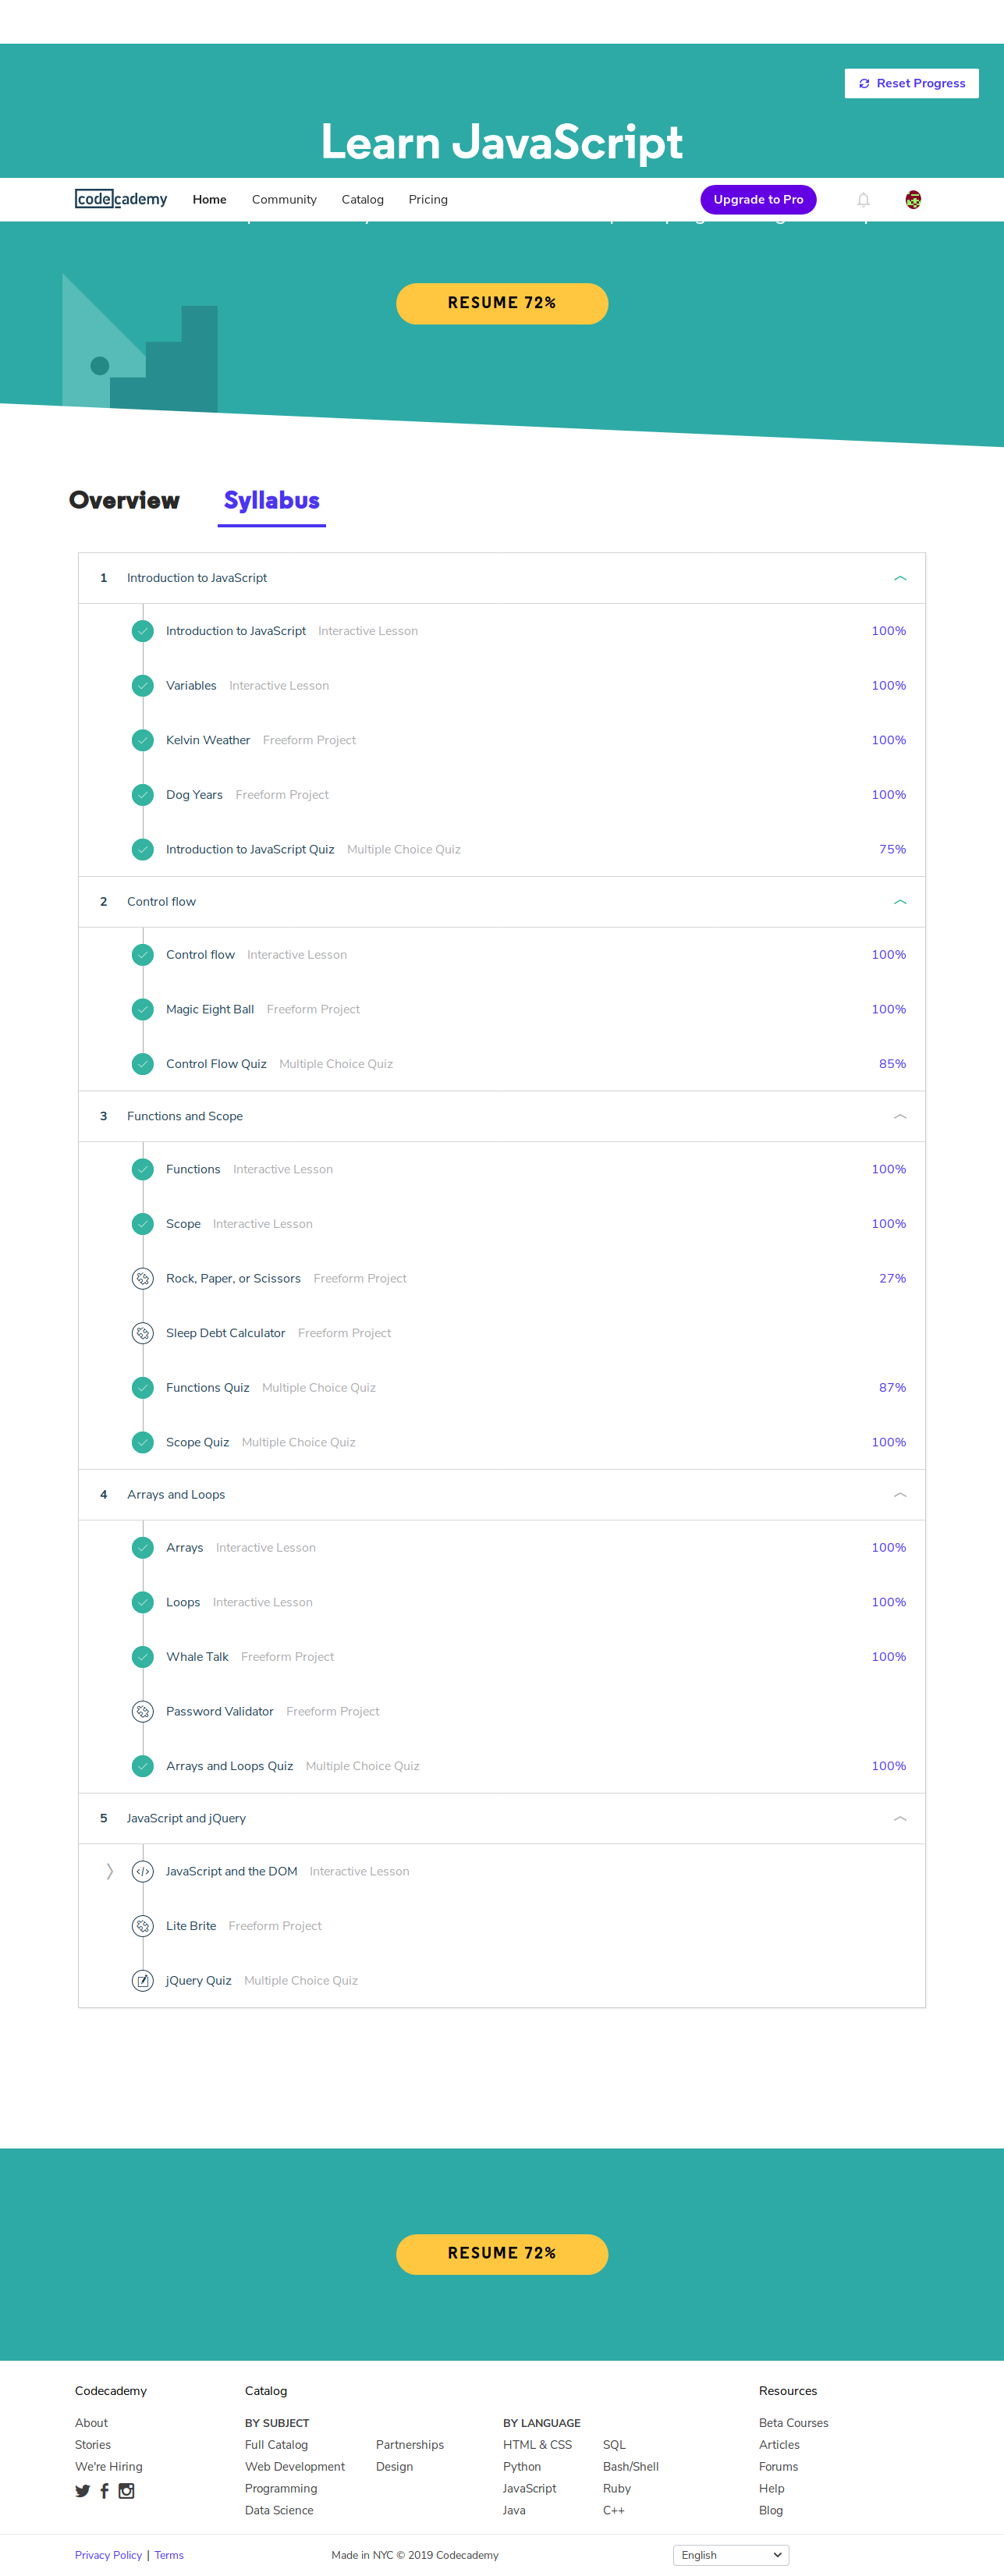 Reset Progress
Learn JavaScript
codecademy Home Community Catalog Pricing Upgrade to Pro
RESUME 72%
Overview Syllabus
1 Introduction to JavaScript
Introduction to JavaScript Interactive Lesson 100%
Variables Interactive Lesson 100%
Kelvin Weather Freeform Project 100%
Dog Years Freeform Project 100%
Introduction to JavaScript Quiz Multiple Choice Quiz 75%
2 Control flow
Control flow Interactive Lesson 100%
Magic Eight Ball Freeform Project 100%
Control Flow Quiz Multiple Choice Quiz 85%
3 Functions and Scope
Functions Interactive Lesson 100%
Scope Interactive Lesson 100%
Rock, Paper, or Scissors Freeform Project 27%
Sleep Debt Calculator Freeform Project
Functions Quiz Multiple Choice Quiz 87%
Scope Quiz Multiple Choice Quiz 100%
4 Arrays and Loops
Arrays Interactive Lesson 100%
Loops Interactive Lesson 100%
Whale Talk Freeform Project 100%
Password Validator Freeform Project
Arrays and Loops Quiz Multiple Choice Quiz 100%
5 JavaScript and jQuery
JavaScript and the DOM Interactive Lesson
Lite Brite Freeform Project
jQuery Quiz Multiple Choice Quiz
RESUME 72%
Codecademy Catalog Resources
About BY SUBJECT BY LANGUAGE Beta Courses
Stories Full Catalog Partnerships HTML & CSS SQL Articles
We're Hiring Web Development Design Python Bash/Shell Forums
Programming JavaScript Ruby Help
Data Science Java C++ Blog
Privacy Policy | Terms Made in NYC © 2019 Codecademy English